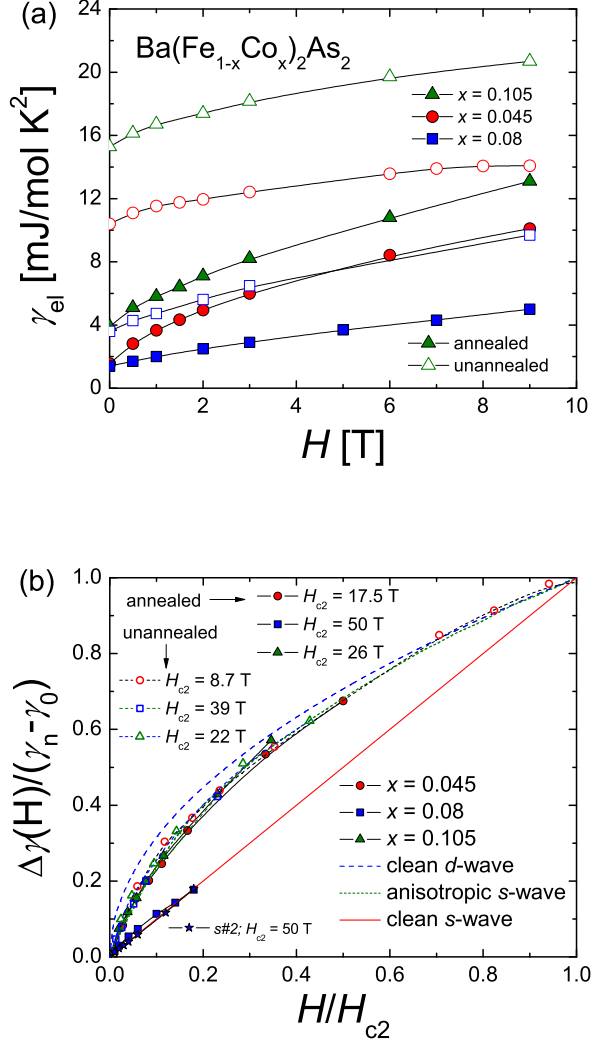 (a)
24
20
16
12
8
4
0
γel [mJ/mol K2]
Ba(Fe1-xCox)2As2
x = 0.105
x = 0.045
x = 0.08
annealed
unannealed
0 2 4 6 8 10
H [T]
(b)
1.0
0.8
0.6
0.4
0.2
0.0
Δγ(H)/(γn-γ0)
annealed
Hc2 = 17.5 T
Hc2 = 50 T
Hc2 = 26 T
unannealed
Hc2 = 8.7 T
Hc2 = 39 T
Hc2 = 22 T
x = 0.045
x = 0.08
x = 0.105
clean d-wave
anisotropic s-wave
clean s-wave
s#2; Hc2 = 50 T
0.0 0.2 0.4 0.6 0.8 1.0
H/Hc2